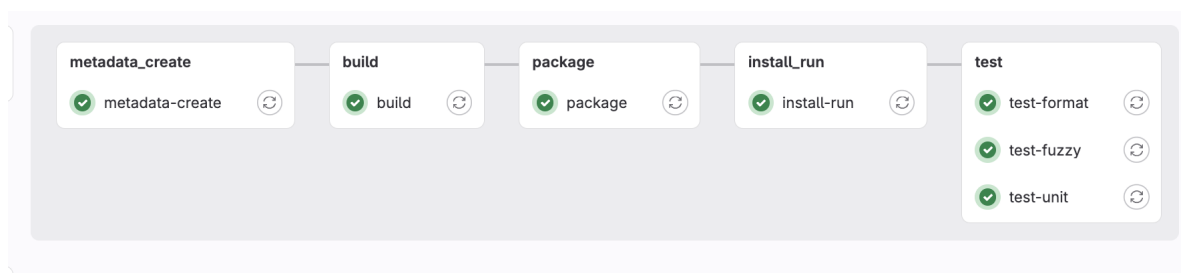 metadata_create
metadata-create
build
build
package
package
install_run
install-run
test
test-format
test-fuzzy
test-unit